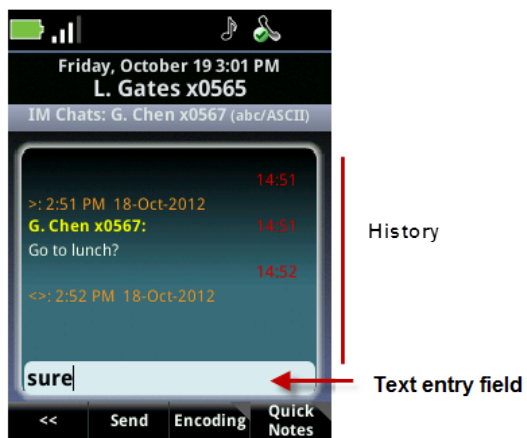 Friday, October 19 3:01 PM
L. Gates x0565
IM Chats: G. Chen x0567 (abc/ASCII)
14:51
>: 2:51 PM 18-Oct-2012
G. Chen x0567: 14:51
Go to lunch?
14:52
<>: 2:52 PM 18-Oct-2012
History
sure
Text entry field
<< Send Encoding Quick Notes